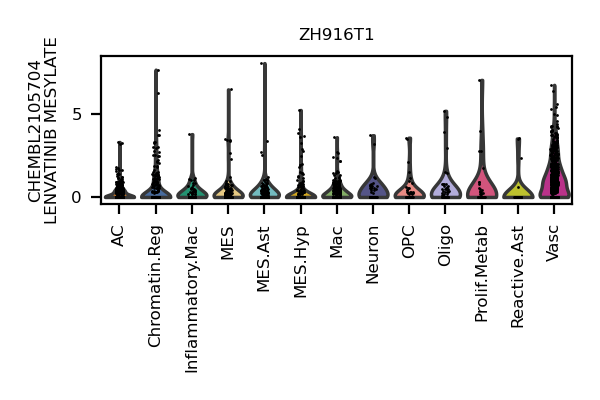 ZH916T1
CHEMBL2105704
LENVATINIB MESYLATE
5
0
AC
Chromatin.Reg
Inflammatory.Mac
MES
MES.Ast
MES.Hyp
Mac
Neuron
OPC
Oligo
Prolif.Metab
Reactive.Ast
Vasc